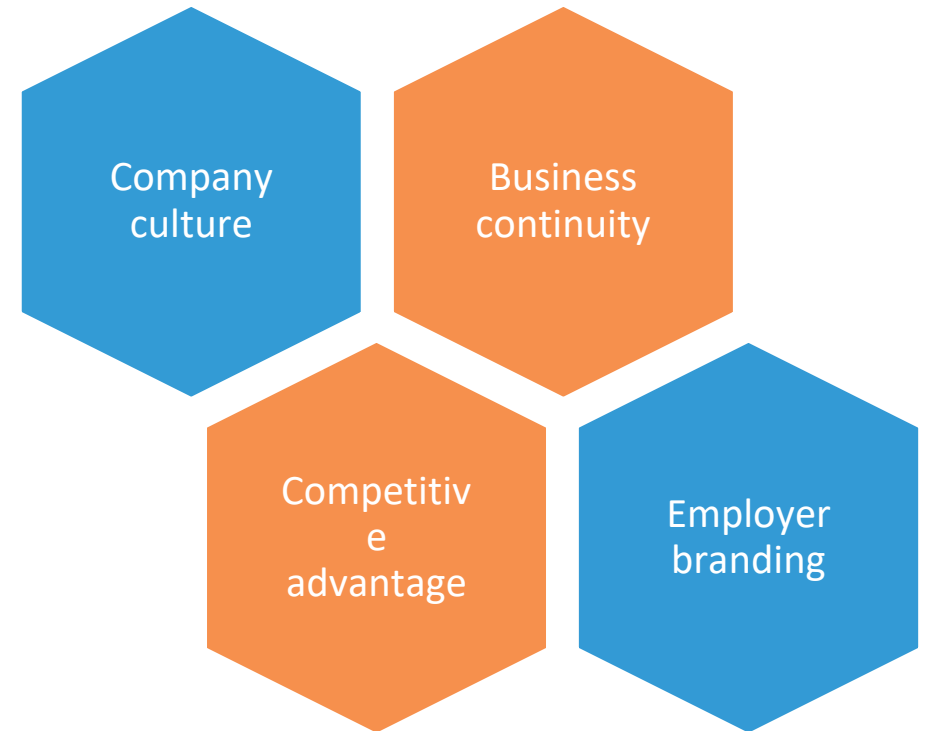 Company
culture
Business
continuity
Competitiv
e
advantage
Employer
branding